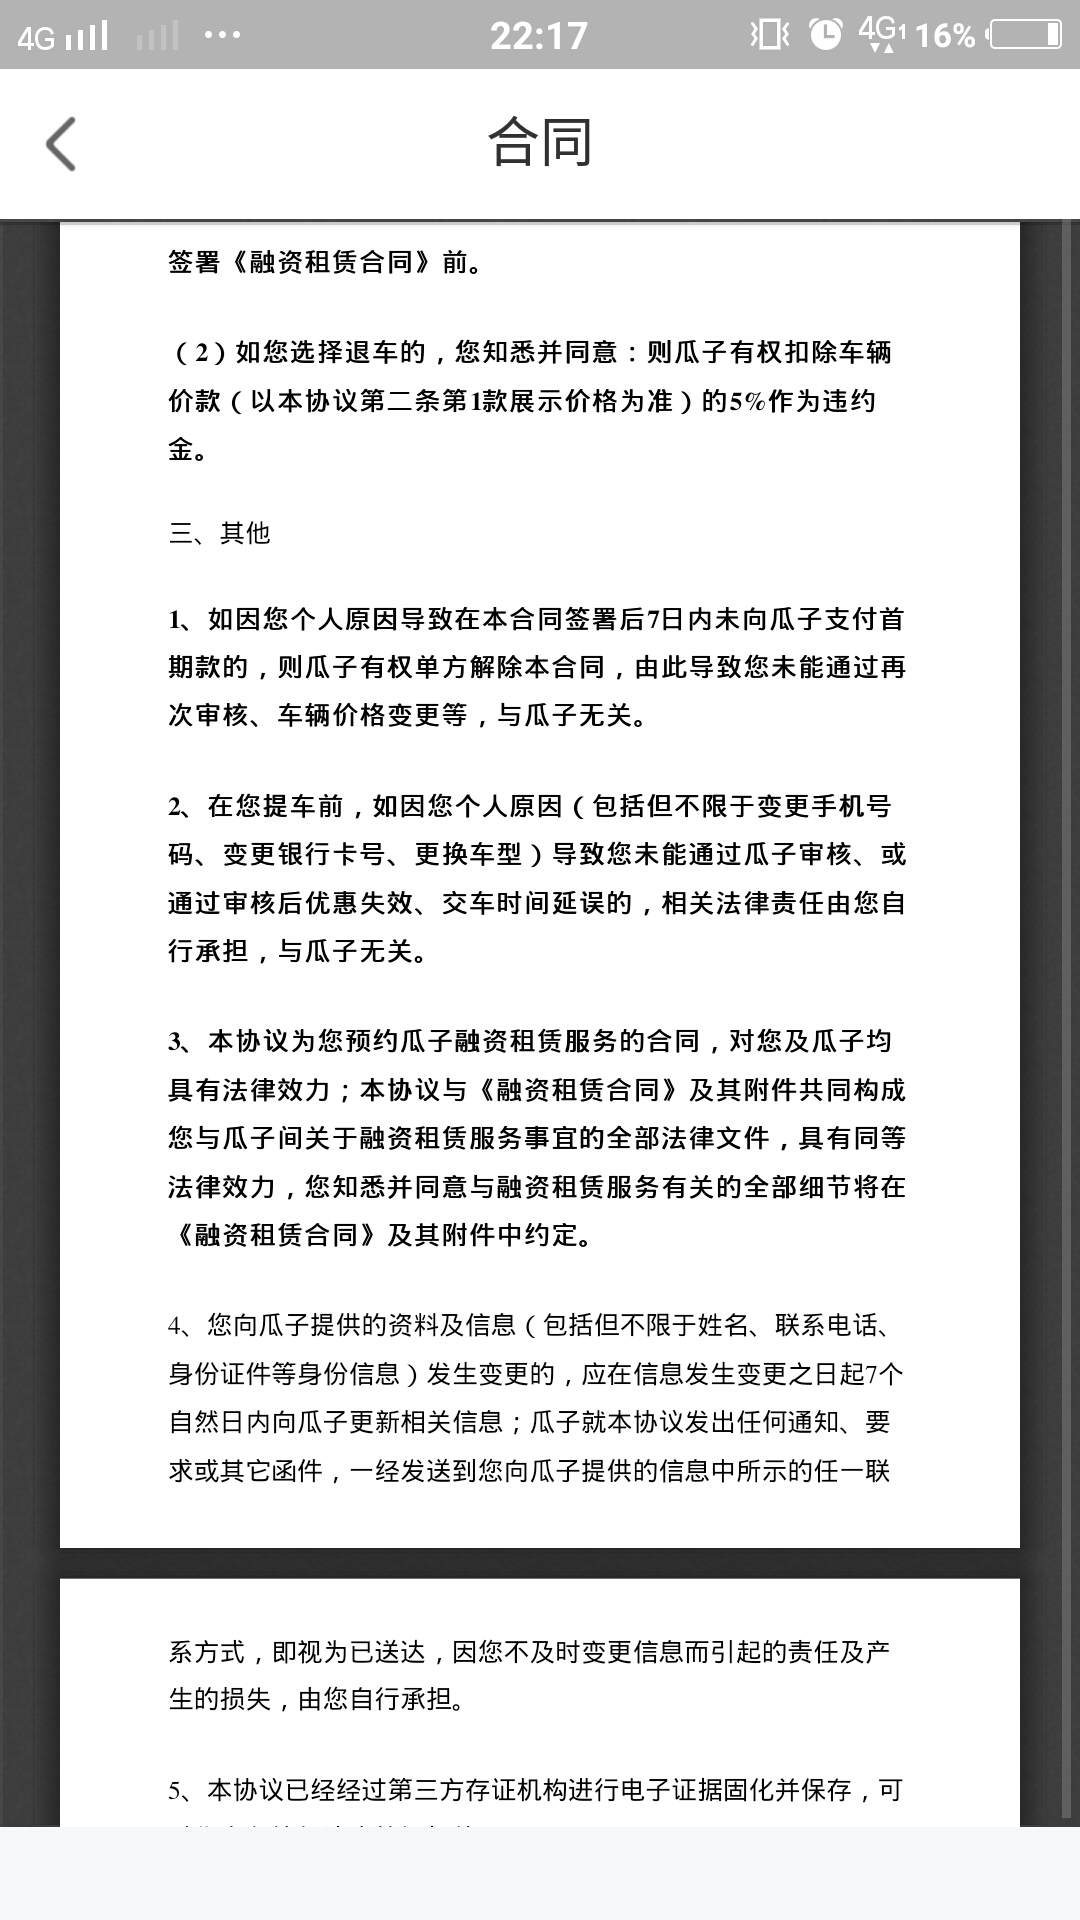 4G ••• 22:17 4G1 16%
合同
签署《融资租赁合同》前。
（2）如您选择退车的，您知悉并同意：则瓜子有权扣除车辆
价款（以本协议第二条第1款展示价格为准）的5%作为违约
金。
三、其他
1、如因您个人原因导致在本合同签署后7日内未向瓜子支付首
期款的，则瓜子有权单方解除本合同，由此导致您未能通过再
次审核、车辆价格变更等，与瓜子无关。
2、在您提车前，如因您个人原因（包括但不限于变更手机号
码、变更银行卡号、更换车型）导致您未能通过瓜子审核、或
通过审核后优惠失效、交车时间延误的，相关法律责任由您自
行承担，与瓜子无关。
3、本协议为您预约瓜子融资租赁服务的合同，对您及瓜子均
具有法律效力；本协议与《融资租赁合同》及其附件共同构成
您与瓜子间关于融资租赁服务事宜的全部法律文件，具有同等
法律效力，您知悉并同意与融资租赁服务有关的全部细节将在
《融资租赁合同》及其附件中约定。
4、您向瓜子提供的资料及信息（包括但不限于姓名、联系电话、
身份证件等身份信息）发生变更的，应在信息发生变更之日起7个
自然日内向瓜子更新相关信息；瓜子就本协议发出任何通知、要
求或其它函件，一经发送到您向瓜子提供的信息中所示的任一联
系方式，即视为已送达，因您不及时变更信息而引起的责任及产
生的损失，由您自行承担。
5、本协议已经经过第三方存证机构进行电子证据固化并保存，可